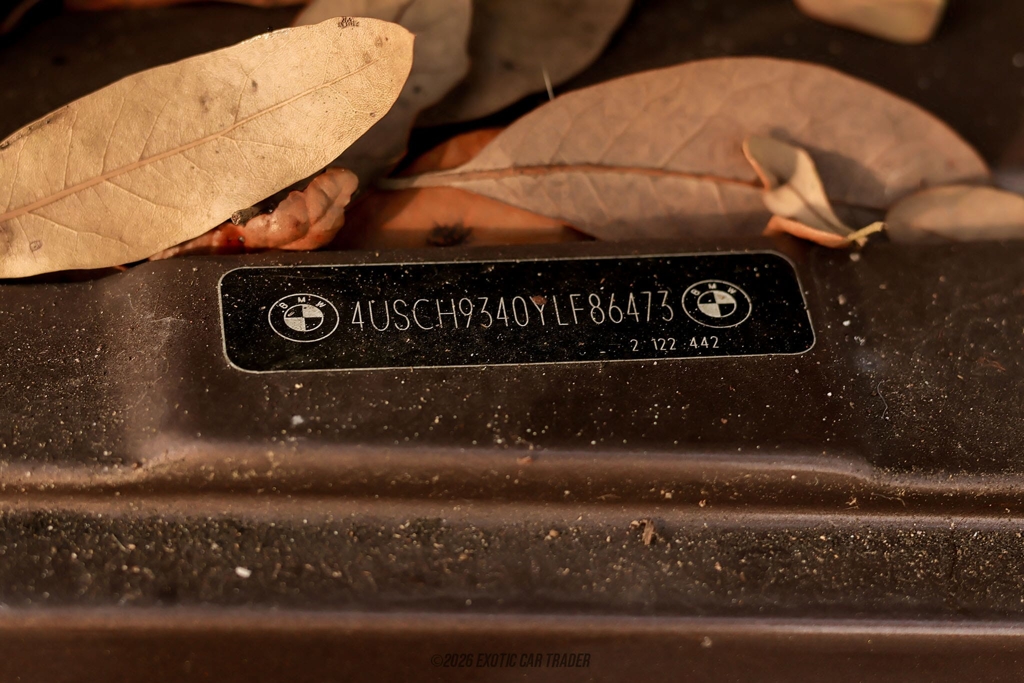 BMW 4USCH9340YLF86473 BMW
2 122 442
©2026 EXOTIC CAR TRADER